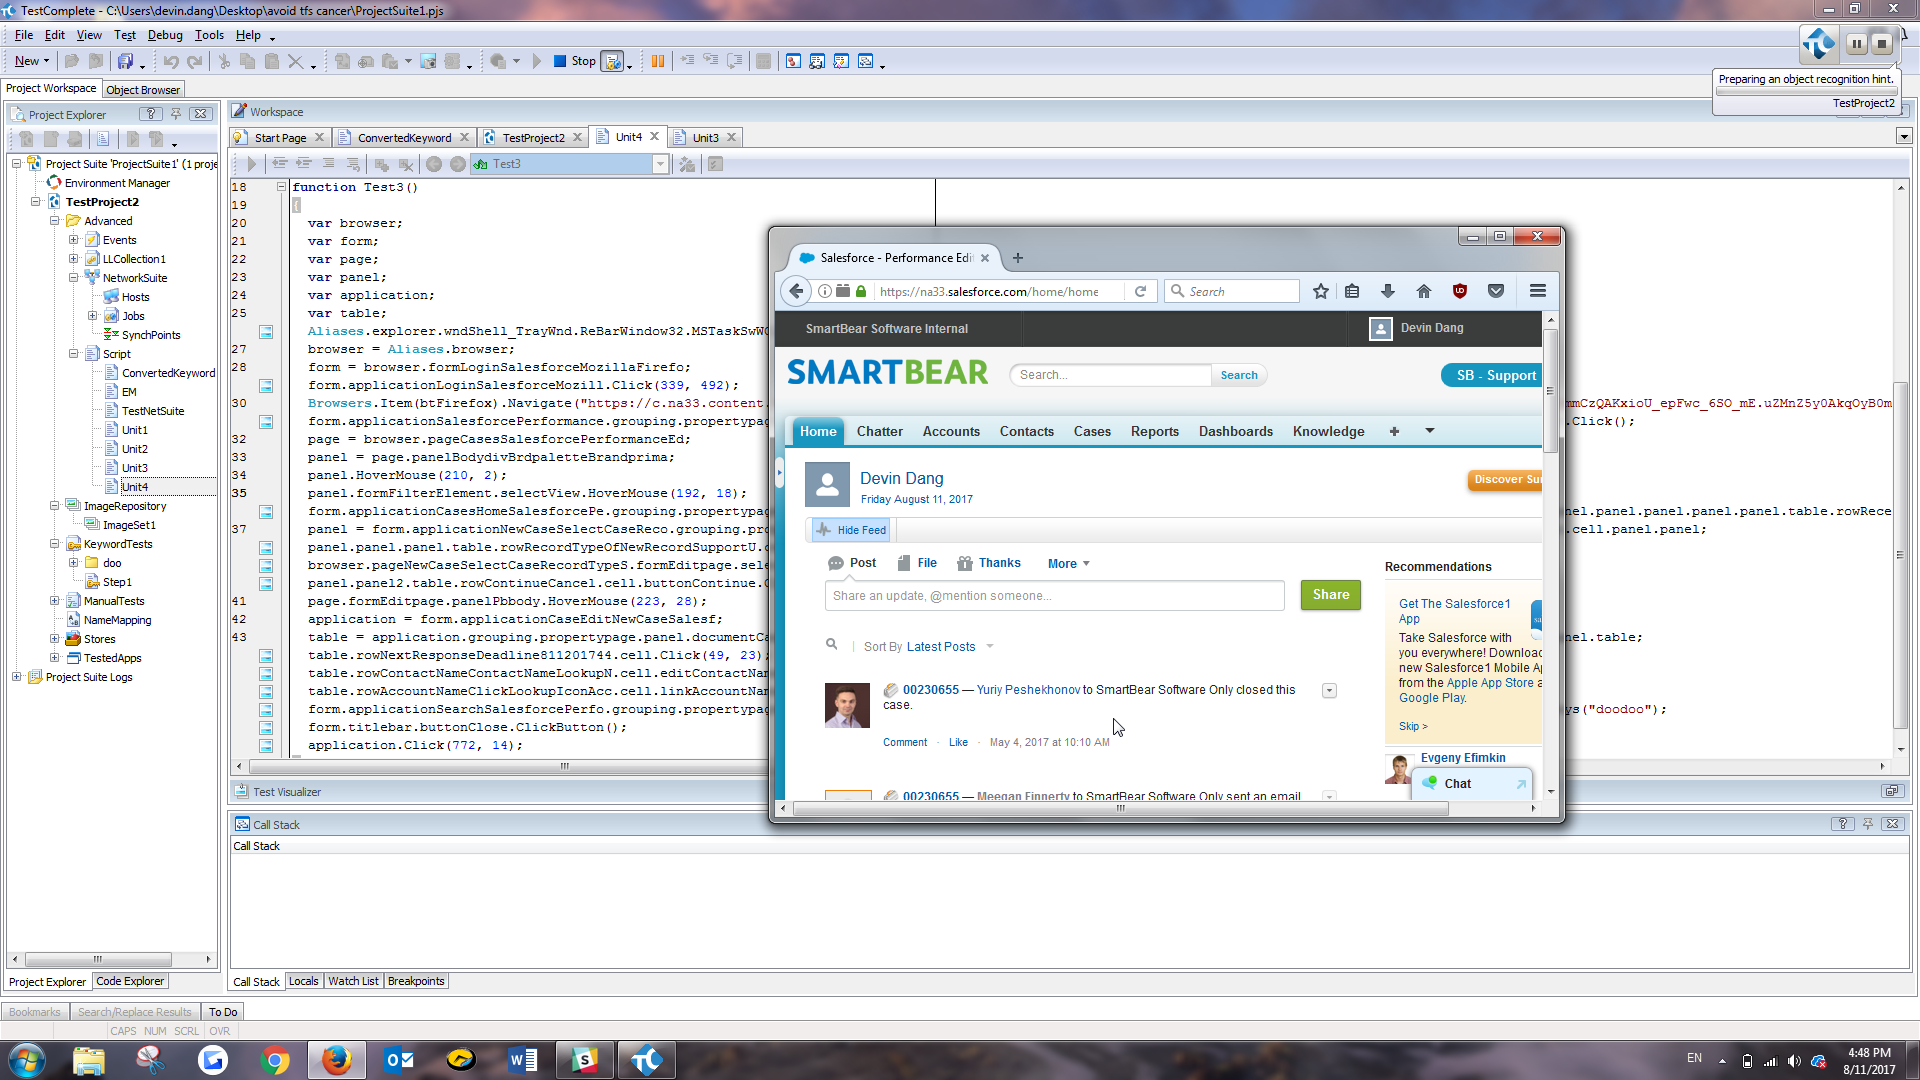 TestComplete - C:\Users\devin.dang\Desktop\avoid tfs cancer\ProjectSuite1.pjs
File Edit View Test Debug Tools Help
New Stop
Preparing an object recognition hint.
TestProject2
Project Workspace Object Browser
Project Explorer
Workspace
Start Page ConvertedKeyword TestProject2 Unit4 Unit3
Test3
Project Suite 'ProjectSuite1' (1 proje
Environment Manager
TestProject2
Advanced
Events
LLCollection1
NetworkSuite
Hosts
Jobs
SynchPoints
Script
ConvertedKeyword
EM
TestNetSuite
Unit1
Unit2
Unit3
Unit4
ImageRepository
ImageSet1
KeywordTests
doo
Step1
ManualTests
NameMapping
Stores
TestedApps
Project Suite Logs
Project Explorer Code Explorer
18 function Test3()
19 {
20 var browser;
21 var form;
22 var page;
23 var panel;
24 var application;
25 var table;
Aliases.explorer.wndShell_TrayWnd.ReBarWindow32.MSTaskSwW
27 browser = Aliases.browser;
28 form = browser.formLoginSalesforceMozillaFirefo;
form.applicationLoginSalesforceMozill.Click(339, 492);
30 Browsers.Item(btFirefox).Navigate("https://c.na33.content. mmCzQAKxioU_epFwc_6SO_mE.uZMnZ5y0AkqOyB0m
form.applicationSalesforcePerformance.grouping.propertypage .Click();
32 page = browser.pageCasesSalesforcePerformanceEd;
33 panel = page.panelBodydivBrdpaletteBrandprima;
34 panel.HoverMouse(210, 2);
35 panel.formFilterElement.selectView.HoverMouse(192, 18);
form.applicationCasesHomeSalesforcePe.grouping.propertypage nel.panel.panel.panel.panel.table.rowRece
37 panel = form.applicationNewCaseSelectCaseReco.grouping.pro .cell.panel.panel;
panel.panel.panel.table.rowRecordTypeOfNewRecordSupportU.
browser.pageNewCaseSelectCaseRecordTypeS.formEditpage.sele
panel.panel2.table.rowContinueCancel.cell.buttonContinue.
41 page.formEditpage.panelPbbody.HoverMouse(223, 28);
42 application = form.applicationCaseEditNewCaseSalesf;
43 table = application.grouping.propertypage.panel.documentCa nel.table;
table.rowNextResponseDeadline811201744.cell.Click(49, 23);
table.rowContactNameContactNameLookupN.cell.editContactNam
table.rowAccountNameClickLookupIconAcc.cell.linkAccountNam
form.applicationSearchSalesforcePerfo.grouping.propertypage ys("doodoo");
form.titlebar.buttonClose.ClickButton();
application.Click(772, 14);
Salesforce - Performance Edi
https://na33.salesforce.com/home/home Search
SmartBear Software Internal Devin Dang
SMARTBEAR Search... Search SB - Support
Home Chatter Accounts Contacts Cases Reports Dashboards Knowledge +
Devin Dang
Friday August 11, 2017
Discover Su
Hide Feed
Post File Thanks More
Share an update, @mention someone... Share
Sort By Latest Posts
00230655 — Yuriy Peshekhonov to SmartBear Software Only closed this
case.
Comment · Like · May 4, 2017 at 10:10 AM
00230655 — Meegan Finnerty to SmartBear Software Only sent an email
Recommendations
Get The Salesforce1
App
Take Salesforce with
you everywhere! Downloa
new Salesforce1 Mobile A
from the Apple App Store a
Google Play.
Skip >
Evgeny Efimkin
Chat
Test Visualizer
Call Stack
Call Stack
Call Stack Locals Watch List Breakpoints
Bookmarks Search/Replace Results To Do
CAPS NUM SCRL OVR
EN
4:48 PM
8/11/2017